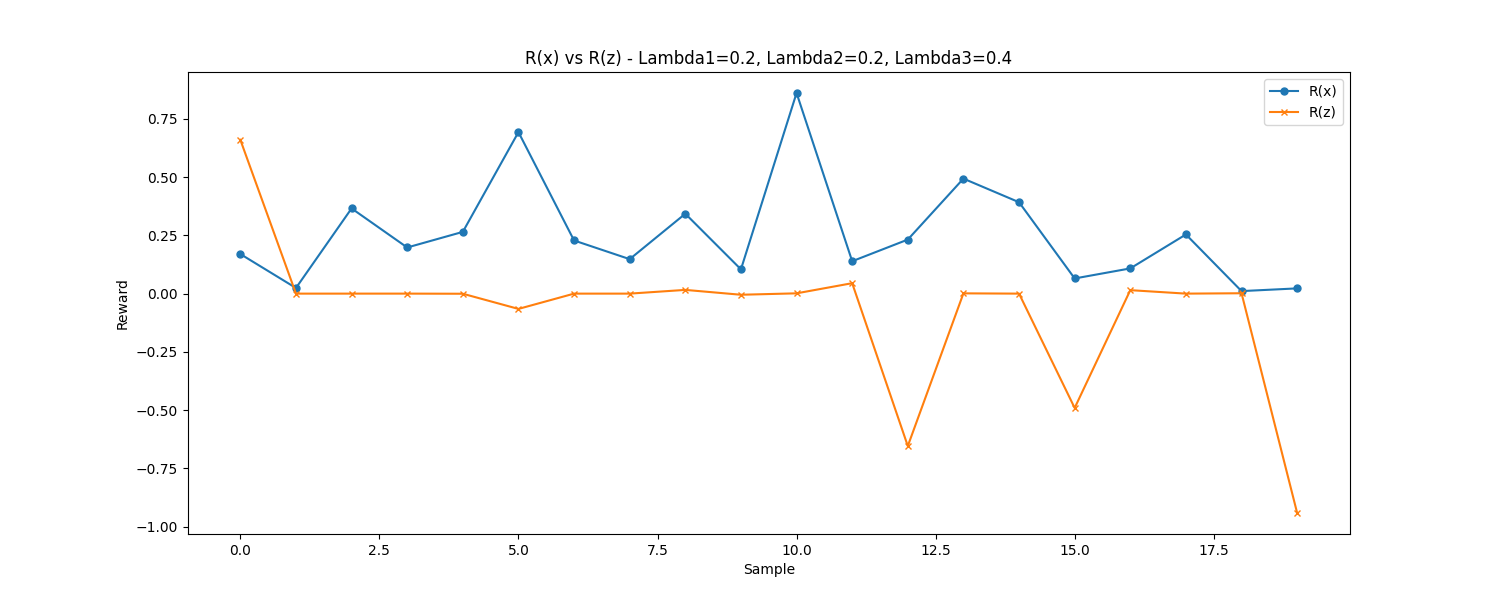 R(x) vs R(z) - Lambda1=0.2, Lambda2=0.2, Lambda3=0.4
R(x)
R(z)
Reward
0.75
0.50
0.25
0.00
−0.25
−0.50
−0.75
−1.00
0.0 2.5 5.0 7.5 10.0 12.5 15.0 17.5
Sample